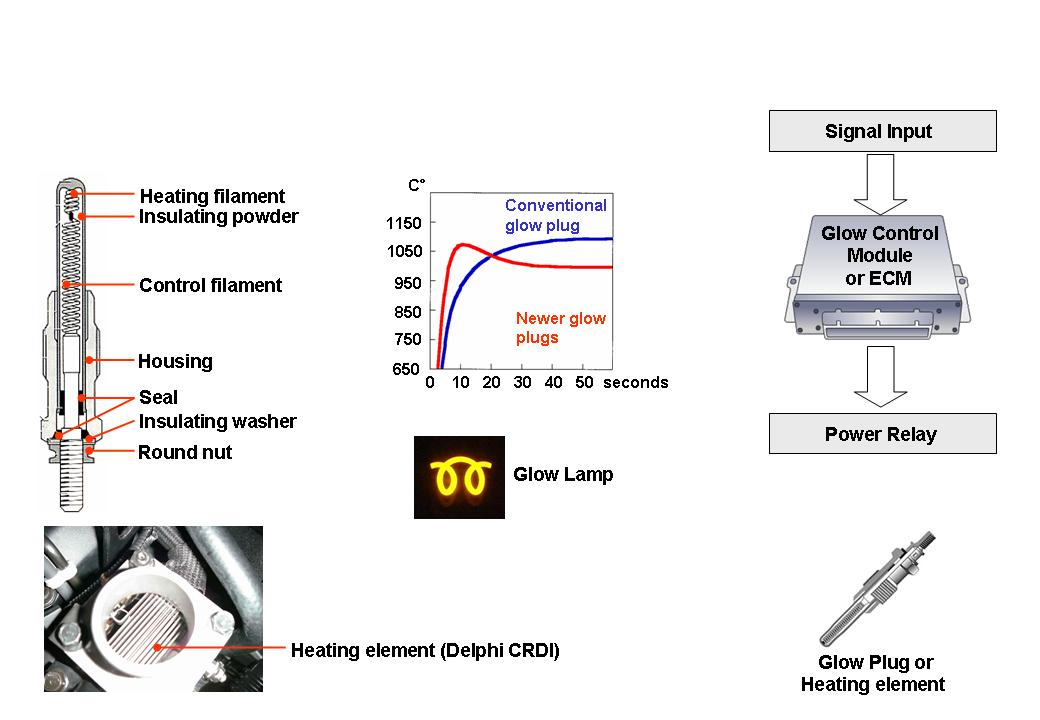 Heating filament
Insulating powder
Control filament
Housing
Seal
Insulating washer
Round nut
C°
1150
1050
950
850
750
650
0 10 20 30 40 50 seconds
Conventional
glow plug
Newer glow
plugs
Glow Lamp
Heating element (Delphi CRDI)
Signal Input
Glow Control
Module
or ECM
Power Relay
Glow Plug or
Heating element